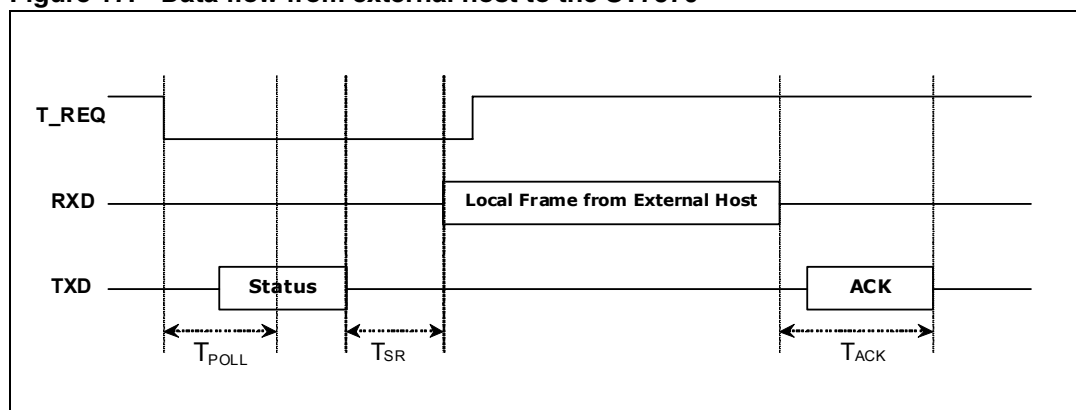 T_REQ
RXD
Local Frame from External Host
TXD
Status
ACK
TPOLL
TSR
TACK